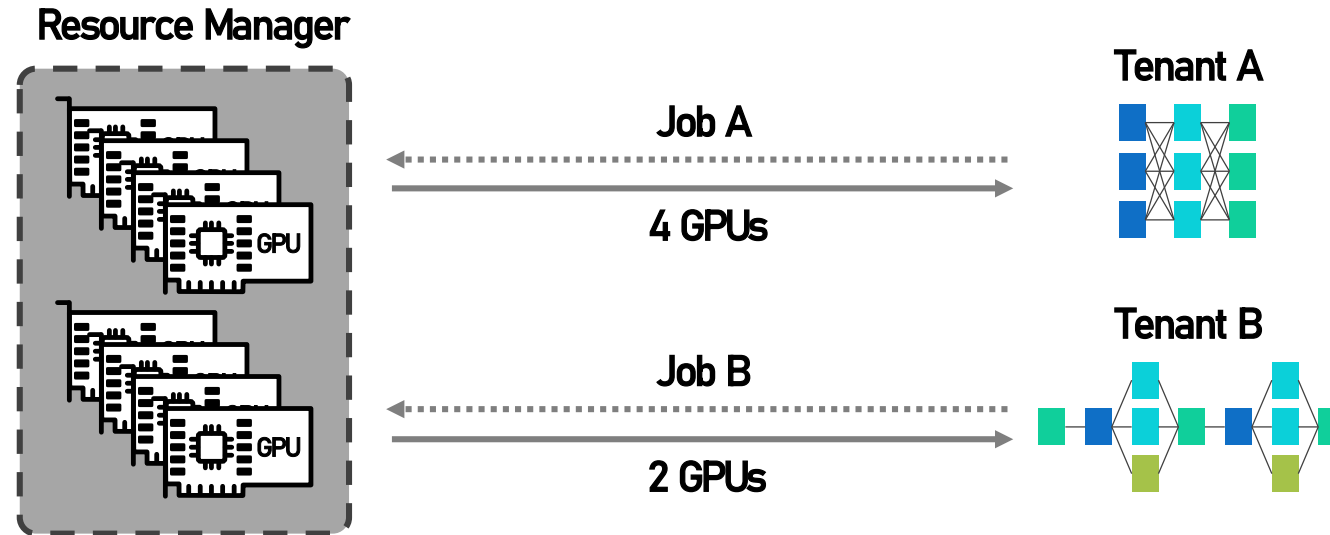 Resource Manager
GPU
GPU
Job A
4 GPUs
Job B
2 GPUs
Tenant A
Tenant B